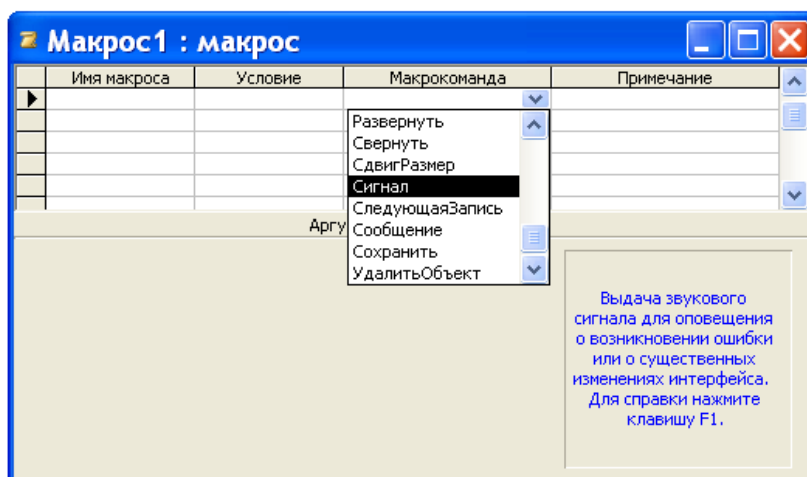 Макрос1 : макрос
Имя макроса Условие Макрокоманда Примечание
Развернуть
Свернуть
СдвигРазмер
Сигнал
СледующаяЗапись
Сообщение
Сохранить
УдалитьОбъект
Аргу
Выдача звукового
сигнала для оповещения
о возникновении ошибки
или о существенных
изменениях интерфейса.
Для справки нажмите
клавишу F1.